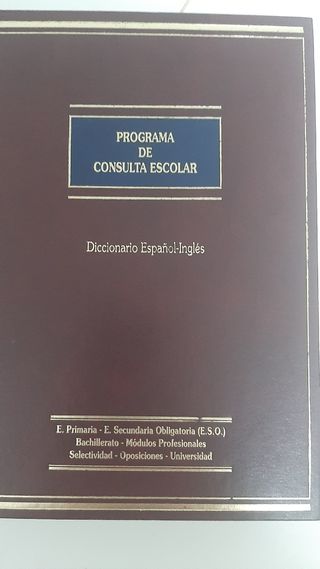 PROGRAMA
DE
CONSULTA ESCOLAR
Diccionario Español-Inglés
E. Primaria - E. Secundaria Obligatoria (E.S.O.)
Bachillerato - Módulos Profesionales
Selectividad - Oposiciones - Universidad